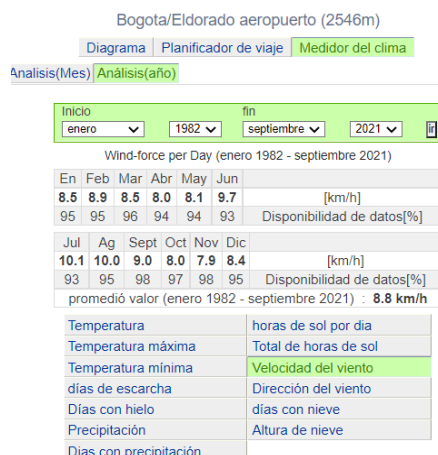 Bogota/Eldorado aeropuerto (2546m)
Diagrama Planificador de viaje Medidor del clima
Analisis(Mes) Análisis(año)
Inicio fin
enero 1982 septiembre 2021 ir
Wind-force per Day (enero 1982 - septiembre 2021)
En Feb Mar Abr May Jun
8.5 8.9 8.5 8.0 8.1 9.7 [km/h]
95 95 96 94 94 93 Disponibilidad de datos[%]
Jul Ag Sept Oct Nov Dic
10.1 10.0 9.0 8.0 7.9 8.4 [km/h]
93 95 98 97 98 95 Disponibilidad de datos[%]
promedió valor (enero 1982 - septiembre 2021) : 8.8 km/h
Temperatura horas de sol por dia
Temperatura máxima Total de horas de sol
Temperatura mínima Velocidad del viento
días de escarcha Dirección del viento
Días con hielo días con nieve
Precipitación Altura de nieve
Dias con precipitación